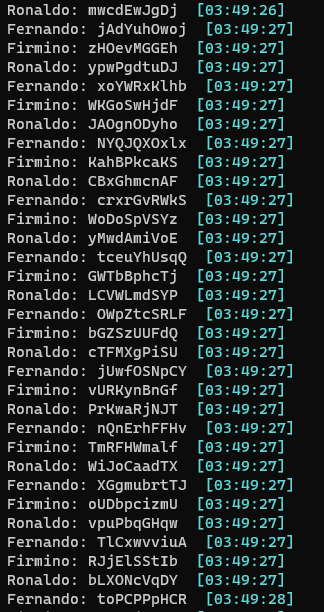 Ronaldo: mwcdEwJgDj [03:49:26]
Fernando: jAdYuhOwoj [03:49:27]
Firmino: zHOevMGGEh [03:49:27]
Ronaldo: ypwPgdtuDJ [03:49:27]
Fernando: xoYWRxKlhb [03:49:27]
Firmino: WKGoSwHjdF [03:49:27]
Ronaldo: JAOgnODyho [03:49:27]
Fernando: NYQJQXOxlx [03:49:27]
Firmino: KahBPkcaKS [03:49:27]
Ronaldo: CBxGhmcnAF [03:49:27]
Fernando: crxrGvRWkS [03:49:27]
Firmino: WoDoSpVSYz [03:49:27]
Ronaldo: yMwdAmiVoE [03:49:27]
Fernando: tceuYhUsqQ [03:49:27]
Firmino: GWTbBphcTj [03:49:27]
Ronaldo: LCVWLmdSYP [03:49:27]
Fernando: OWpZtcSRLF [03:49:27]
Firmino: bGZSzUUFdQ [03:49:27]
Ronaldo: cTFMXgPiSU [03:49:27]
Fernando: jUwfOSNpCY [03:49:27]
Firmino: vURKynBnGf [03:49:27]
Ronaldo: PrKwaRjNJT [03:49:27]
Fernando: nQnErhFFHv [03:49:27]
Firmino: TmRFHWmalf [03:49:27]
Ronaldo: WiJoCaadTX [03:49:27]
Fernando: XGgmubrtTJ [03:49:27]
Firmino: oUDbpcizmU [03:49:27]
Ronaldo: vpuPbqGHqw [03:49:27]
Fernando: TlCxwvviuA [03:49:27]
Firmino: RJjElSStIb [03:49:27]
Ronaldo: bLXONcVqDY [03:49:27]
Fernando: toPCPPpHCR [03:49:28]